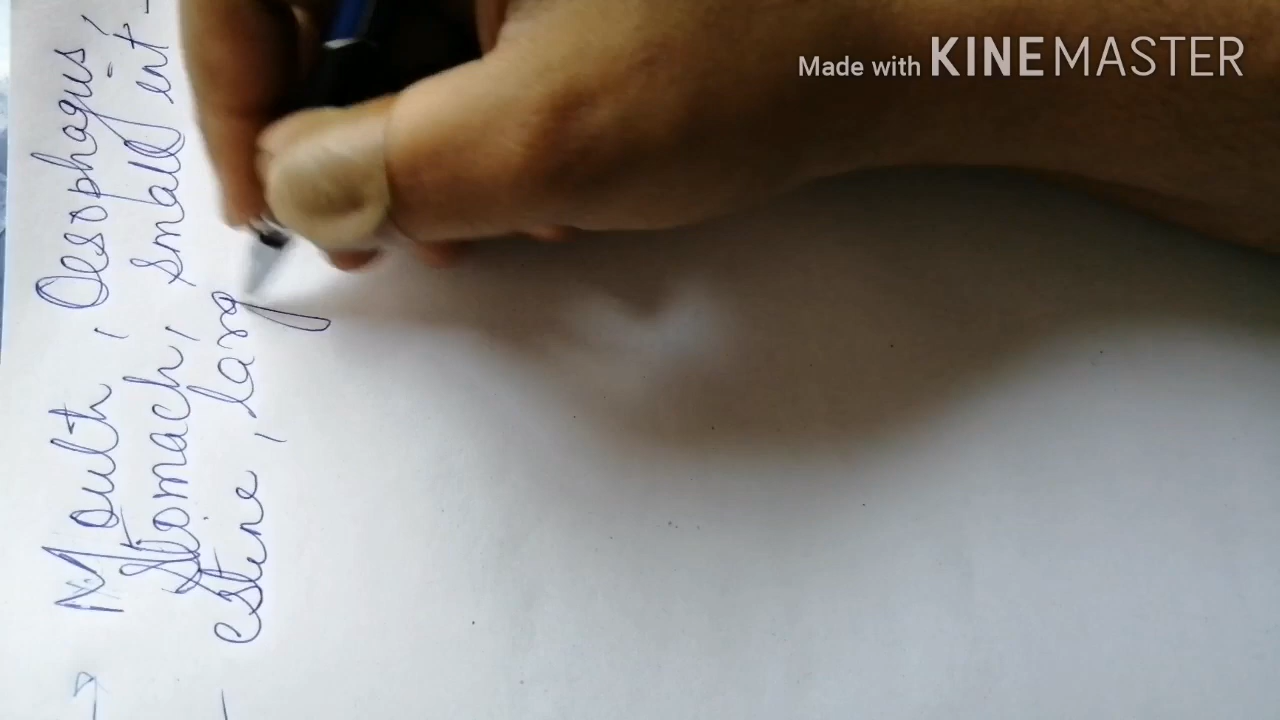 Made with KINEMASTER
→ Mouth, Oesophagus,
Stomach, small int-
- estine, larg